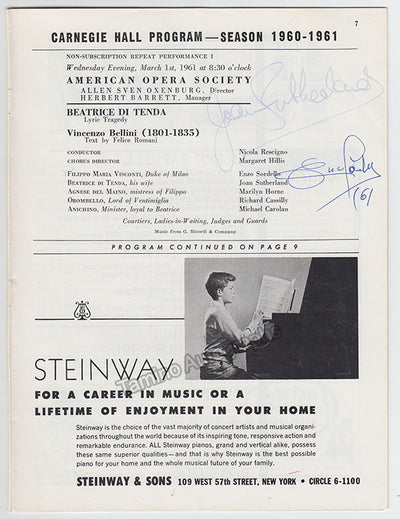 7
CARNEGIE HALL PROGRAM—SEASON 1960-1961
NON-SUBSCRIPTION REPEAT PERFORMANCE I
Wednesday Evening, March 1st, 1961 at 8:30 o'clock
AMERICAN OPERA SOCIETY
ALLEN SVEN OXENBURG, Director
HERBERT BARRETT, Manager
Joan Sutherland
BEATRICE DI TENDA
Lyric Tragedy
Vincenzo Bellini (1801-1835)
Text by Felice Romani
CONDUCTOR Nicola Rescigno
CHORUS DIRECTOR Margaret Hillis
FILIPPO MARIA VISCONTI, Duke of Milan Enzo Sordello
BEATRICE DI TENDA, his wife Joan Sutherland
AGNESE DEL MAINO, mistress of Filippo Marilyn Horne
OROMBELLO, Lord of Ventimiglia Richard Cassilly
ANICHINO, Minister, loyal to Beatrice Michael Carolan
Enzo Sordello
Courtiers, Ladies-in-Waiting, Judges and Guards
Music from G. Ricordi & Company
PROGRAM CONTINUED ON PAGE 9
STEINWAY
FOR A CAREER IN MUSIC OR A
LIFETIME OF ENJOYMENT IN YOUR HOME
Steinway is the choice of the vast majority of concert artists and musical organi-
zations throughout the world because of its inspiring tone, responsive action and
remarkable endurance. ALL Steinway pianos, grand and vertical alike, possess
these same superior qualities—and that is why Steinway is the best possible
piano for your home and the whole musical future of your family.
STEINWAY & SONS 109 WEST 57th STREET, NEW YORK • CIRCLE 6-1100